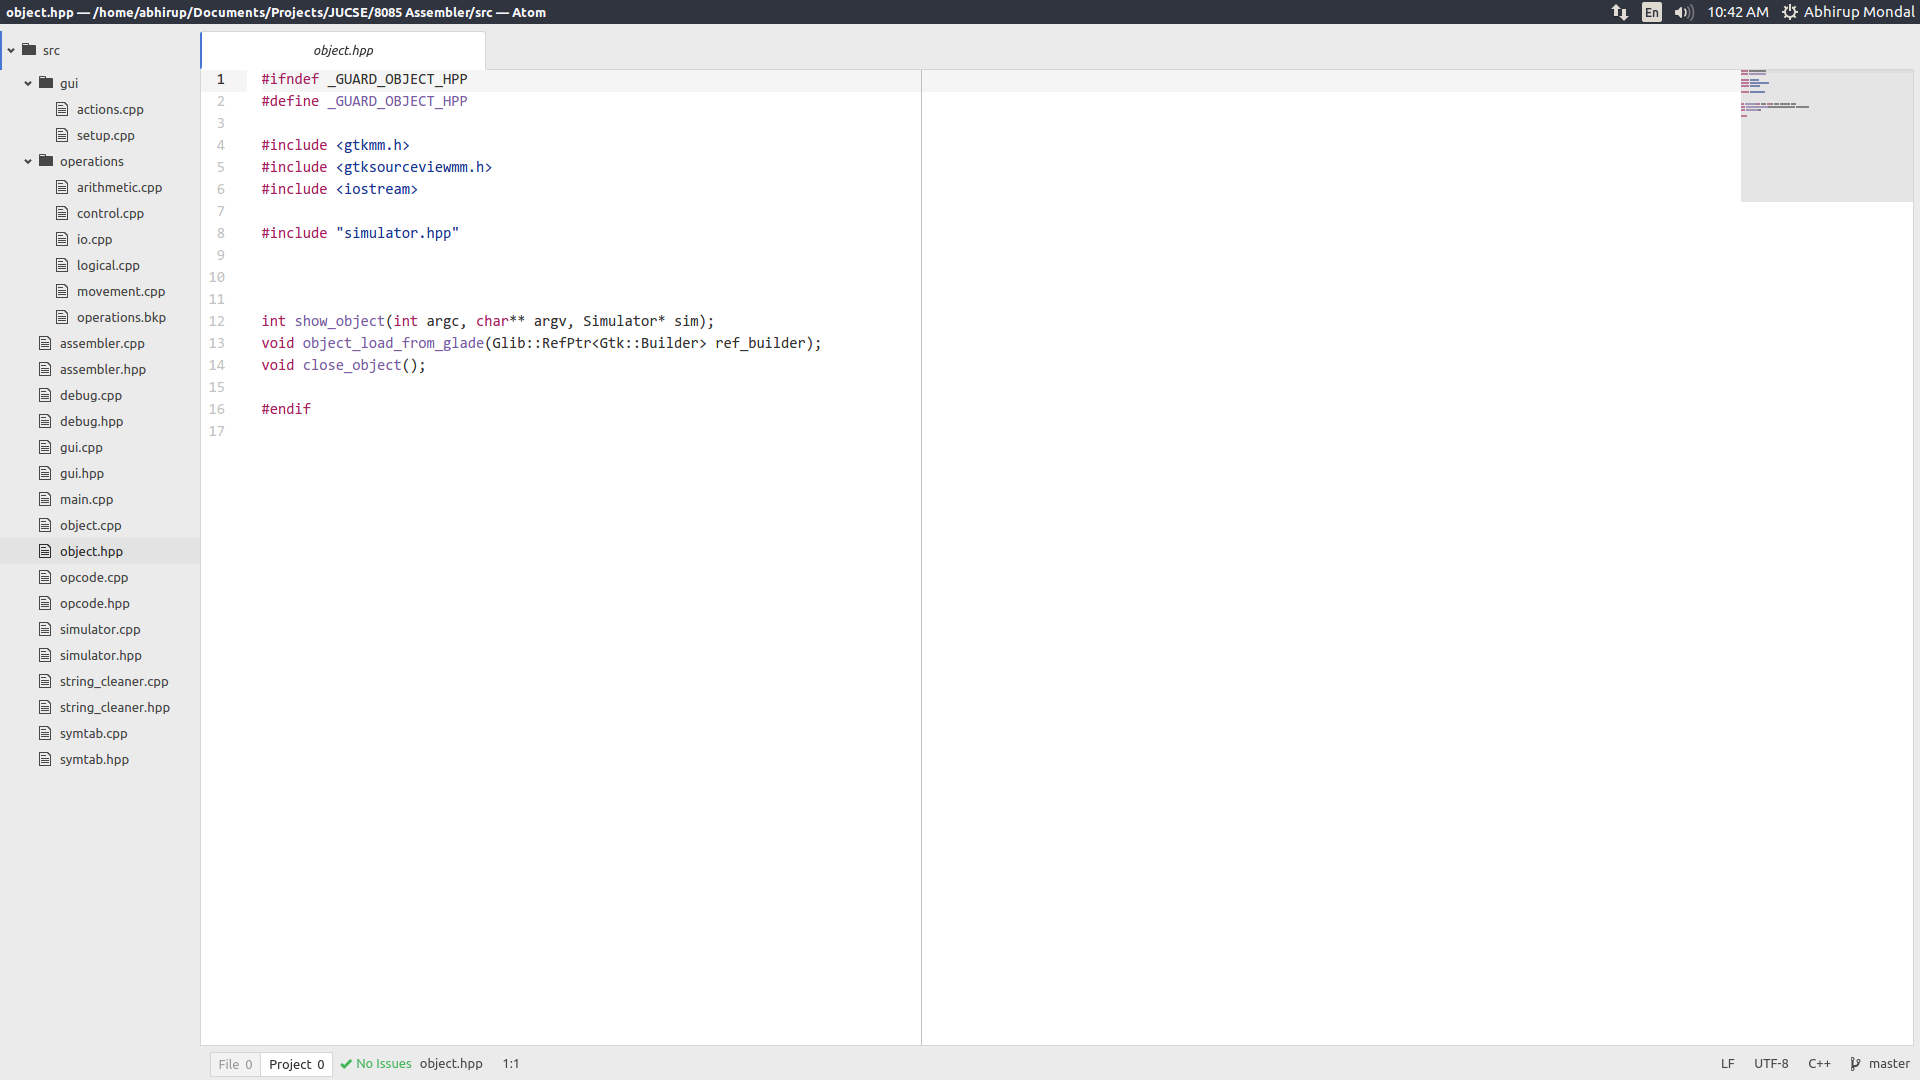 object.hpp — /home/abhirup/Documents/Projects/JUCSE/8085 Assembler/src — Atom
En
10:42 AM
Abhirup Mondal
src
gui
actions.cpp
setup.cpp
operations
arithmetic.cpp
control.cpp
io.cpp
logical.cpp
movement.cpp
operations.bkp
assembler.cpp
assembler.hpp
debug.cpp
debug.hpp
gui.cpp
gui.hpp
main.cpp
object.cpp
object.hpp
opcode.cpp
opcode.hpp
simulator.cpp
simulator.hpp
string_cleaner.cpp
string_cleaner.hpp
symtab.cpp
symtab.hpp
object.hpp
1 #ifndef _GUARD_OBJECT_HPP
2 #define _GUARD_OBJECT_HPP
3
4 #include <gtkmm.h>
5 #include <gtksourceviewmm.h>
6 #include <iostream>
7
8 #include "simulator.hpp"
9
10
11
12 int show_object(int argc, char** argv, Simulator* sim);
13 void object_load_from_glade(Glib::RefPtr<Gtk::Builder> ref_builder);
14 void close_object();
15
16 #endif
17
File 0 Project 0 No Issues object.hpp 1:1
LF UTF-8 C++ master